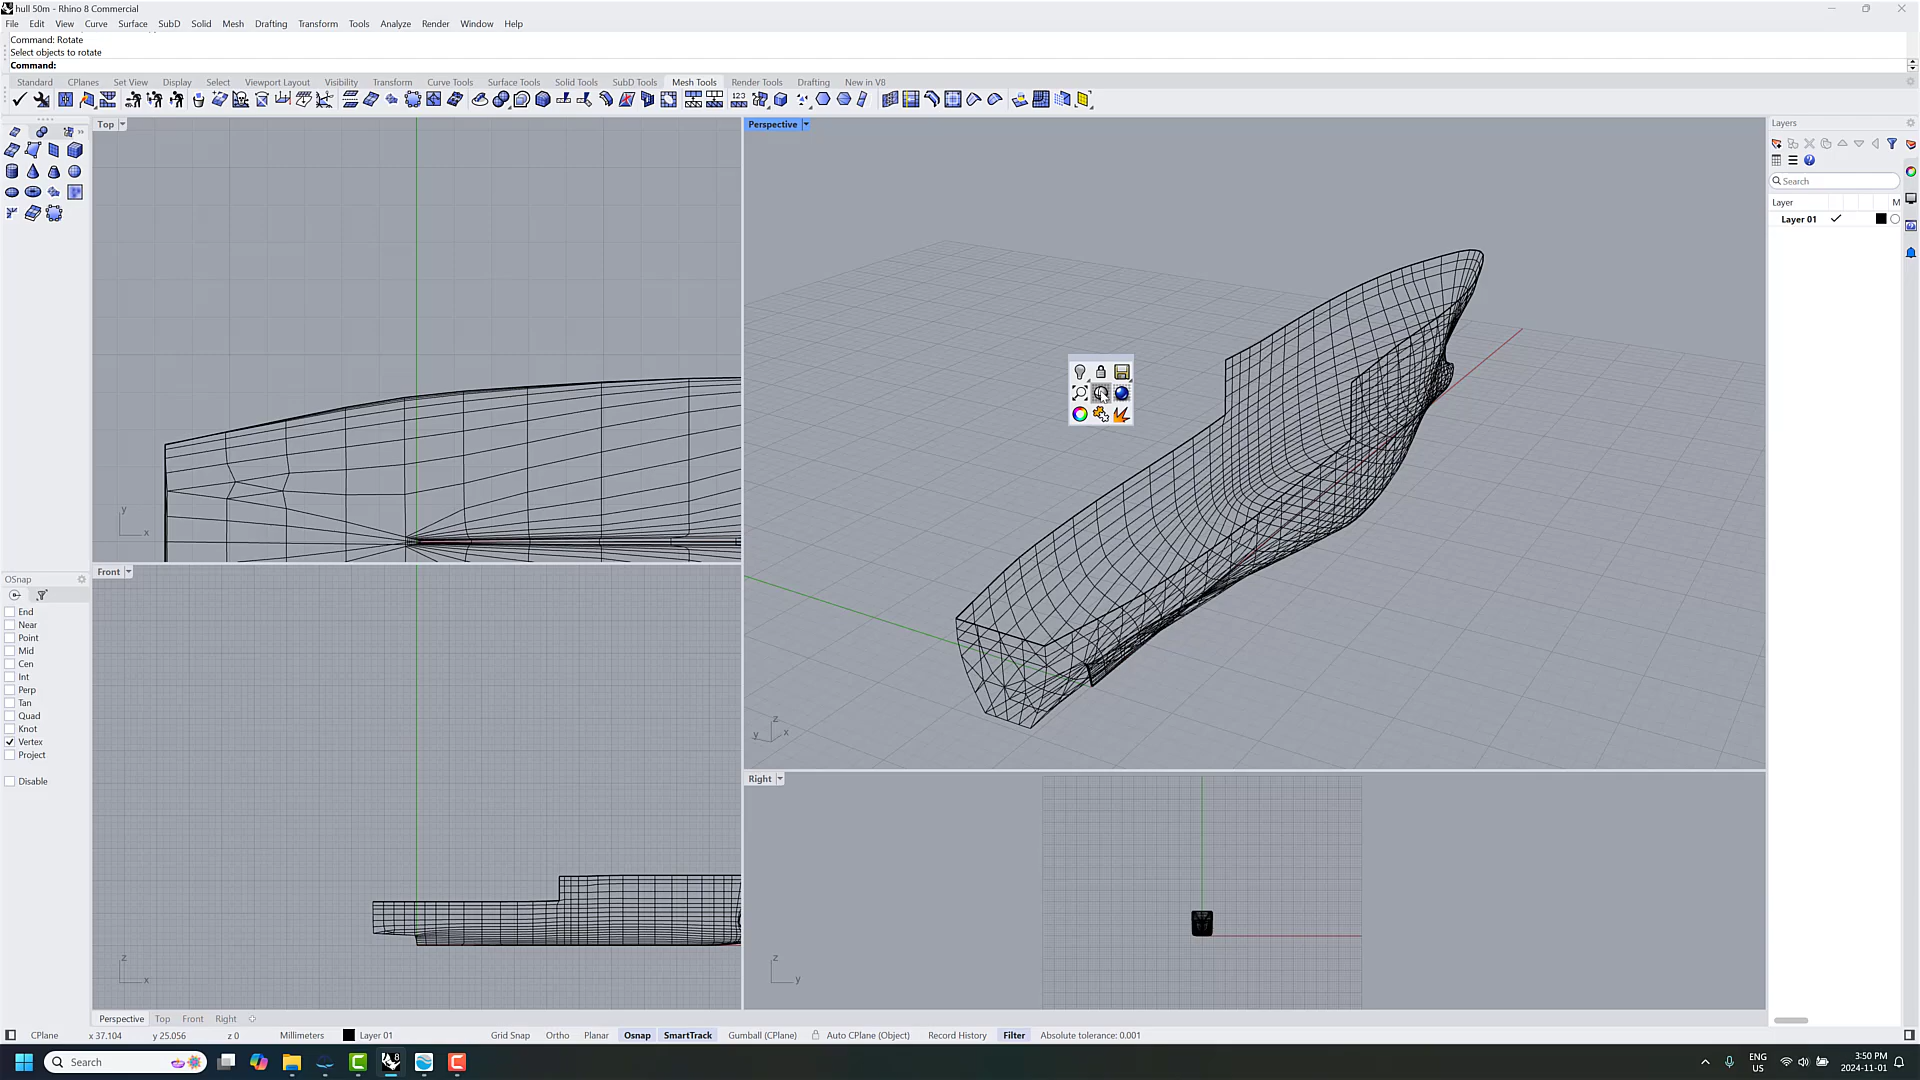 hull 50m - Rhino 8 Commercial
File Edit View Curve Surface SubD Solid Mesh Drafting Transform Tools Analyze Render Window Help
Command: Rotate
Select objects to rotate
Command:
Standard CPlanes Set View Display Select Viewport Layout Visibility Transform Curve Tools Surface Tools Solid Tools SubD Tools Mesh Tools Render Tools Drafting New in V8
123
Top
Perspective
Layers
Search
Layer M
Layer 01
y
x
Front
OSnap
End
Near
Point
Mid
Cen
Int
Perp
Tan
Quad
Knot
Vertex
Project
Disable
z
y x
Right
z
x
z
y
Perspective Top Front Right
CPlane x 37.104 y 25.056 z 0 Millimeters Layer 01 Grid Snap Ortho Planar Osnap SmartTrack Gumball (CPlane) Auto CPlane (Object) Record History Filter Absolute tolerance: 0.001
Search
8
ENG
US
3:50 PM
2024-11-01